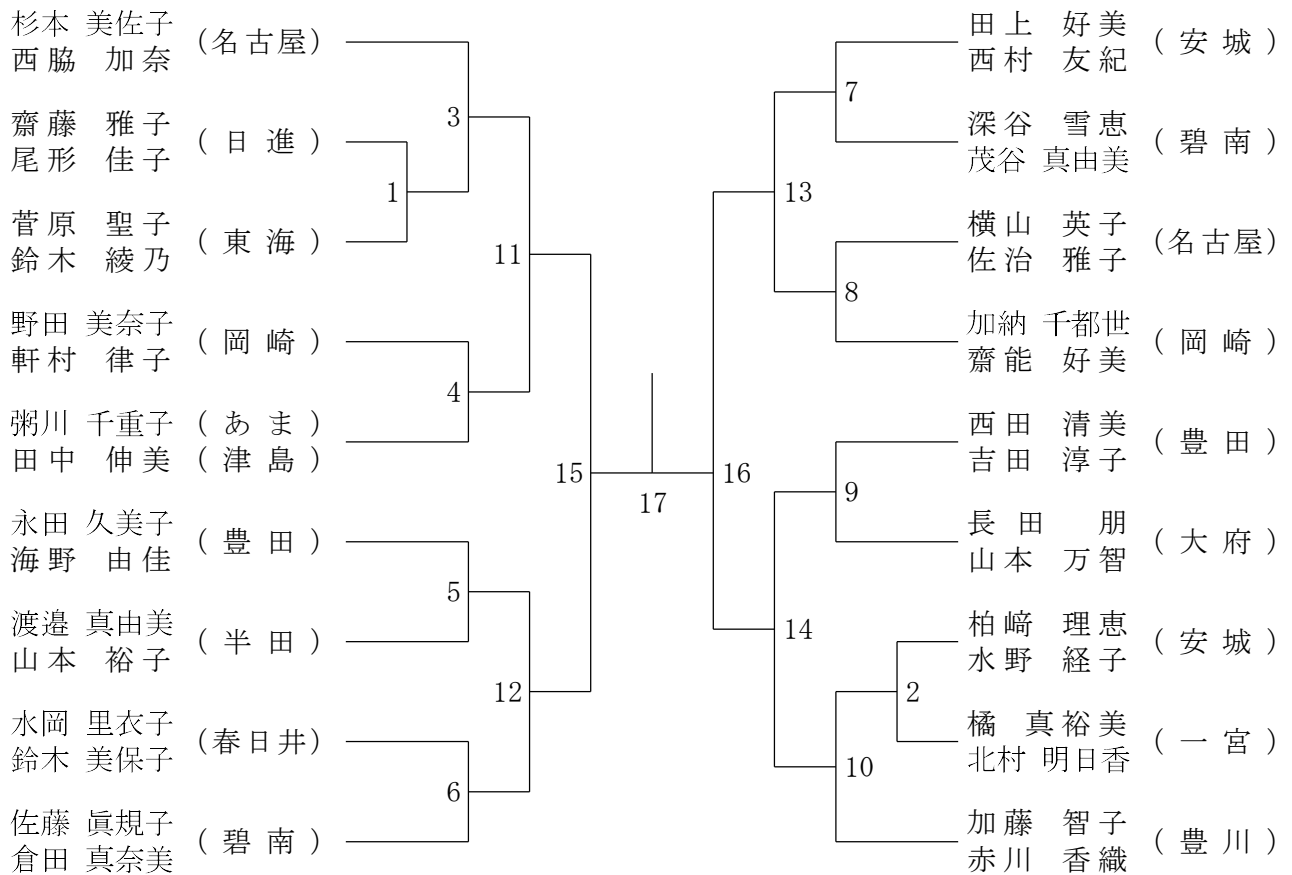 杉本 美佐子
西脇 加奈
(名古屋)
齋藤 雅子
尾形 佳子
(日進)
菅原 聖子
鈴木 綾乃
(東海)
野田 美奈子
軒村 律子
(岡崎)
粥川 千重子
(あま)
田中 伸美
(津島)
永田 久美子
海野 由佳
(豊田)
渡邉 真由美
山本 裕子
(半田)
水岡 里衣子
鈴木 美保子
(春日井)
佐藤 眞規子
倉田 真奈美
(碧南)
1
3
4
5
6
11
12
15
17
16
13
14
7
8
9
2
10
田上 好美
西村 友紀
(安城)
深谷 雪恵
茂谷 真由美
(碧南)
横山 英子
佐治 雅子
(名古屋)
加納 千都世
齋能 好美
(岡崎)
西田 清美
吉田 淳子
(豊田)
長田 朋
山本 万智
(大府)
柏﨑 理恵
水野 経子
(安城)
橘 真裕美
北村 明日香
(一宮)
加藤 智子
赤川 香織
(豊川)